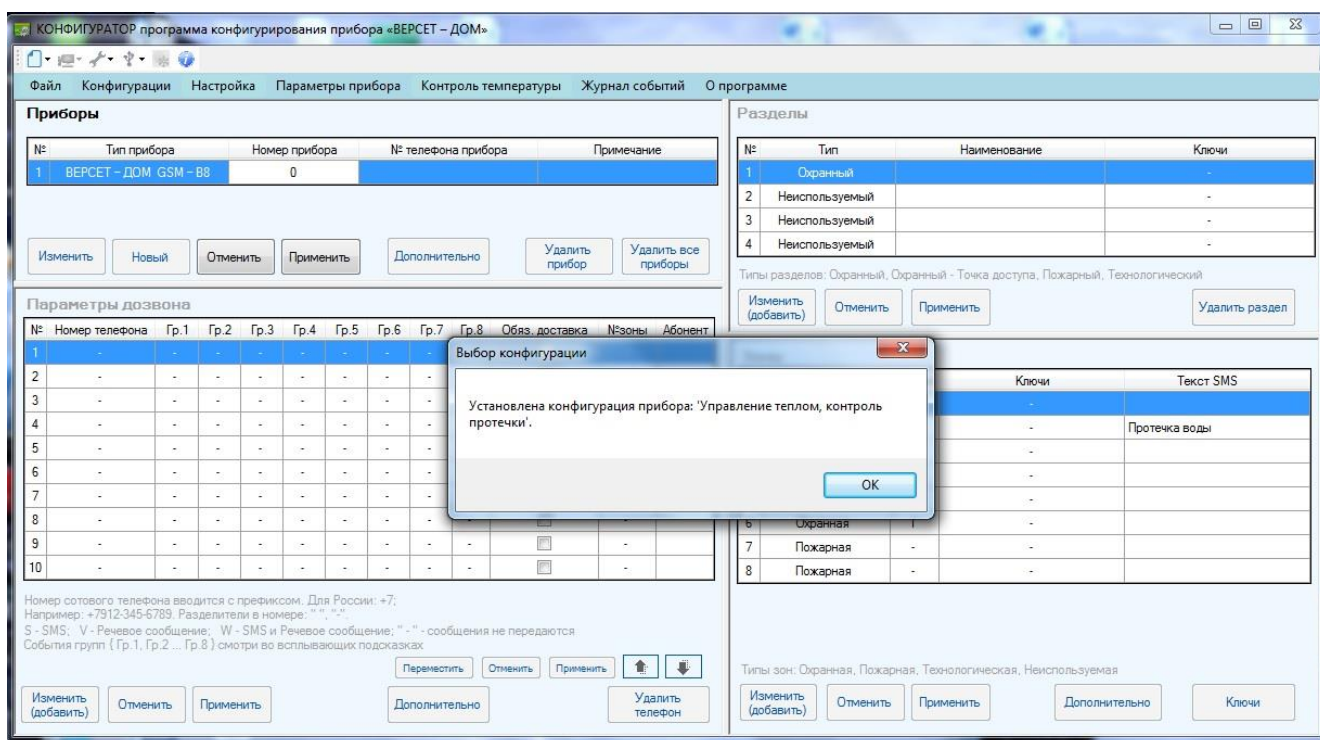 КОНФИГУРАТОР программа конфигурирования прибора «ВЕРСЕТ – ДОМ»
Файл Конфигурации Настройка Параметры прибора Контроль температуры Журнал событий О программе
Приборы
№ Тип прибора Номер прибора № телефона прибора Примечание
1 ВЕРСЕТ – ДОМ GSM – В8 0
Изменить Новый Отменить Применить Дополнительно Удалить прибор Удалить все приборы
Разделы
№ Тип Наименование Ключи
1 Охранный -
2 Неиспользуемый -
3 Неиспользуемый -
4 Неиспользуемый -
Типы разделов: Охранный, Охранный - Точка доступа, Пожарный, Технологический
Изменить (добавить) Отменить Применить Удалить раздел
Параметры дозвона
№ Номер телефона Гр.1 Гр.2 Гр.3 Гр.4 Гр.5 Гр.6 Гр.7 Гр.8 Обяз. доставка №зоны Абонент
1 - - - - - - - -
2 - - - - - - - -
3 - - - - - - - -
4 - - - - - - - -
5 - - - - - - - -
6 - - - - - - - -
7 - - - - - - - -
8 - - - - - - - - - -
9 - - - - - - - - - -
10 - - - - - - - - - -
Номер сотового телефона вводится с префиксом. Для России: +7;
Например: +7912-345-6789. Разделители в номере: " ", "-".
S - SMS; V - Речевое сообщение; W - SMS и Речевое сообщение; " - " - сообщения не передаются
События групп ( Гр.1, Гр.2 ... Гр.8 ) смотри во всплывающих подсказках
Переместить Отменить Применить
Изменить (добавить) Отменить Применить Дополнительно Удалить телефон
Выбор конфигурации
Установлена конфигурация прибора: 'Управление теплом, контроль
протечки'.
OK
Ключи Текст SMS
-
- Протечка воды
-
-
-
6 Охранная 1 -
7 Пожарная - -
8 Пожарная - -
Типы зон: Охранная, Пожарная, Технологическая, Неиспользуемая
Изменить (добавить) Отменить Применить Дополнительно Ключи